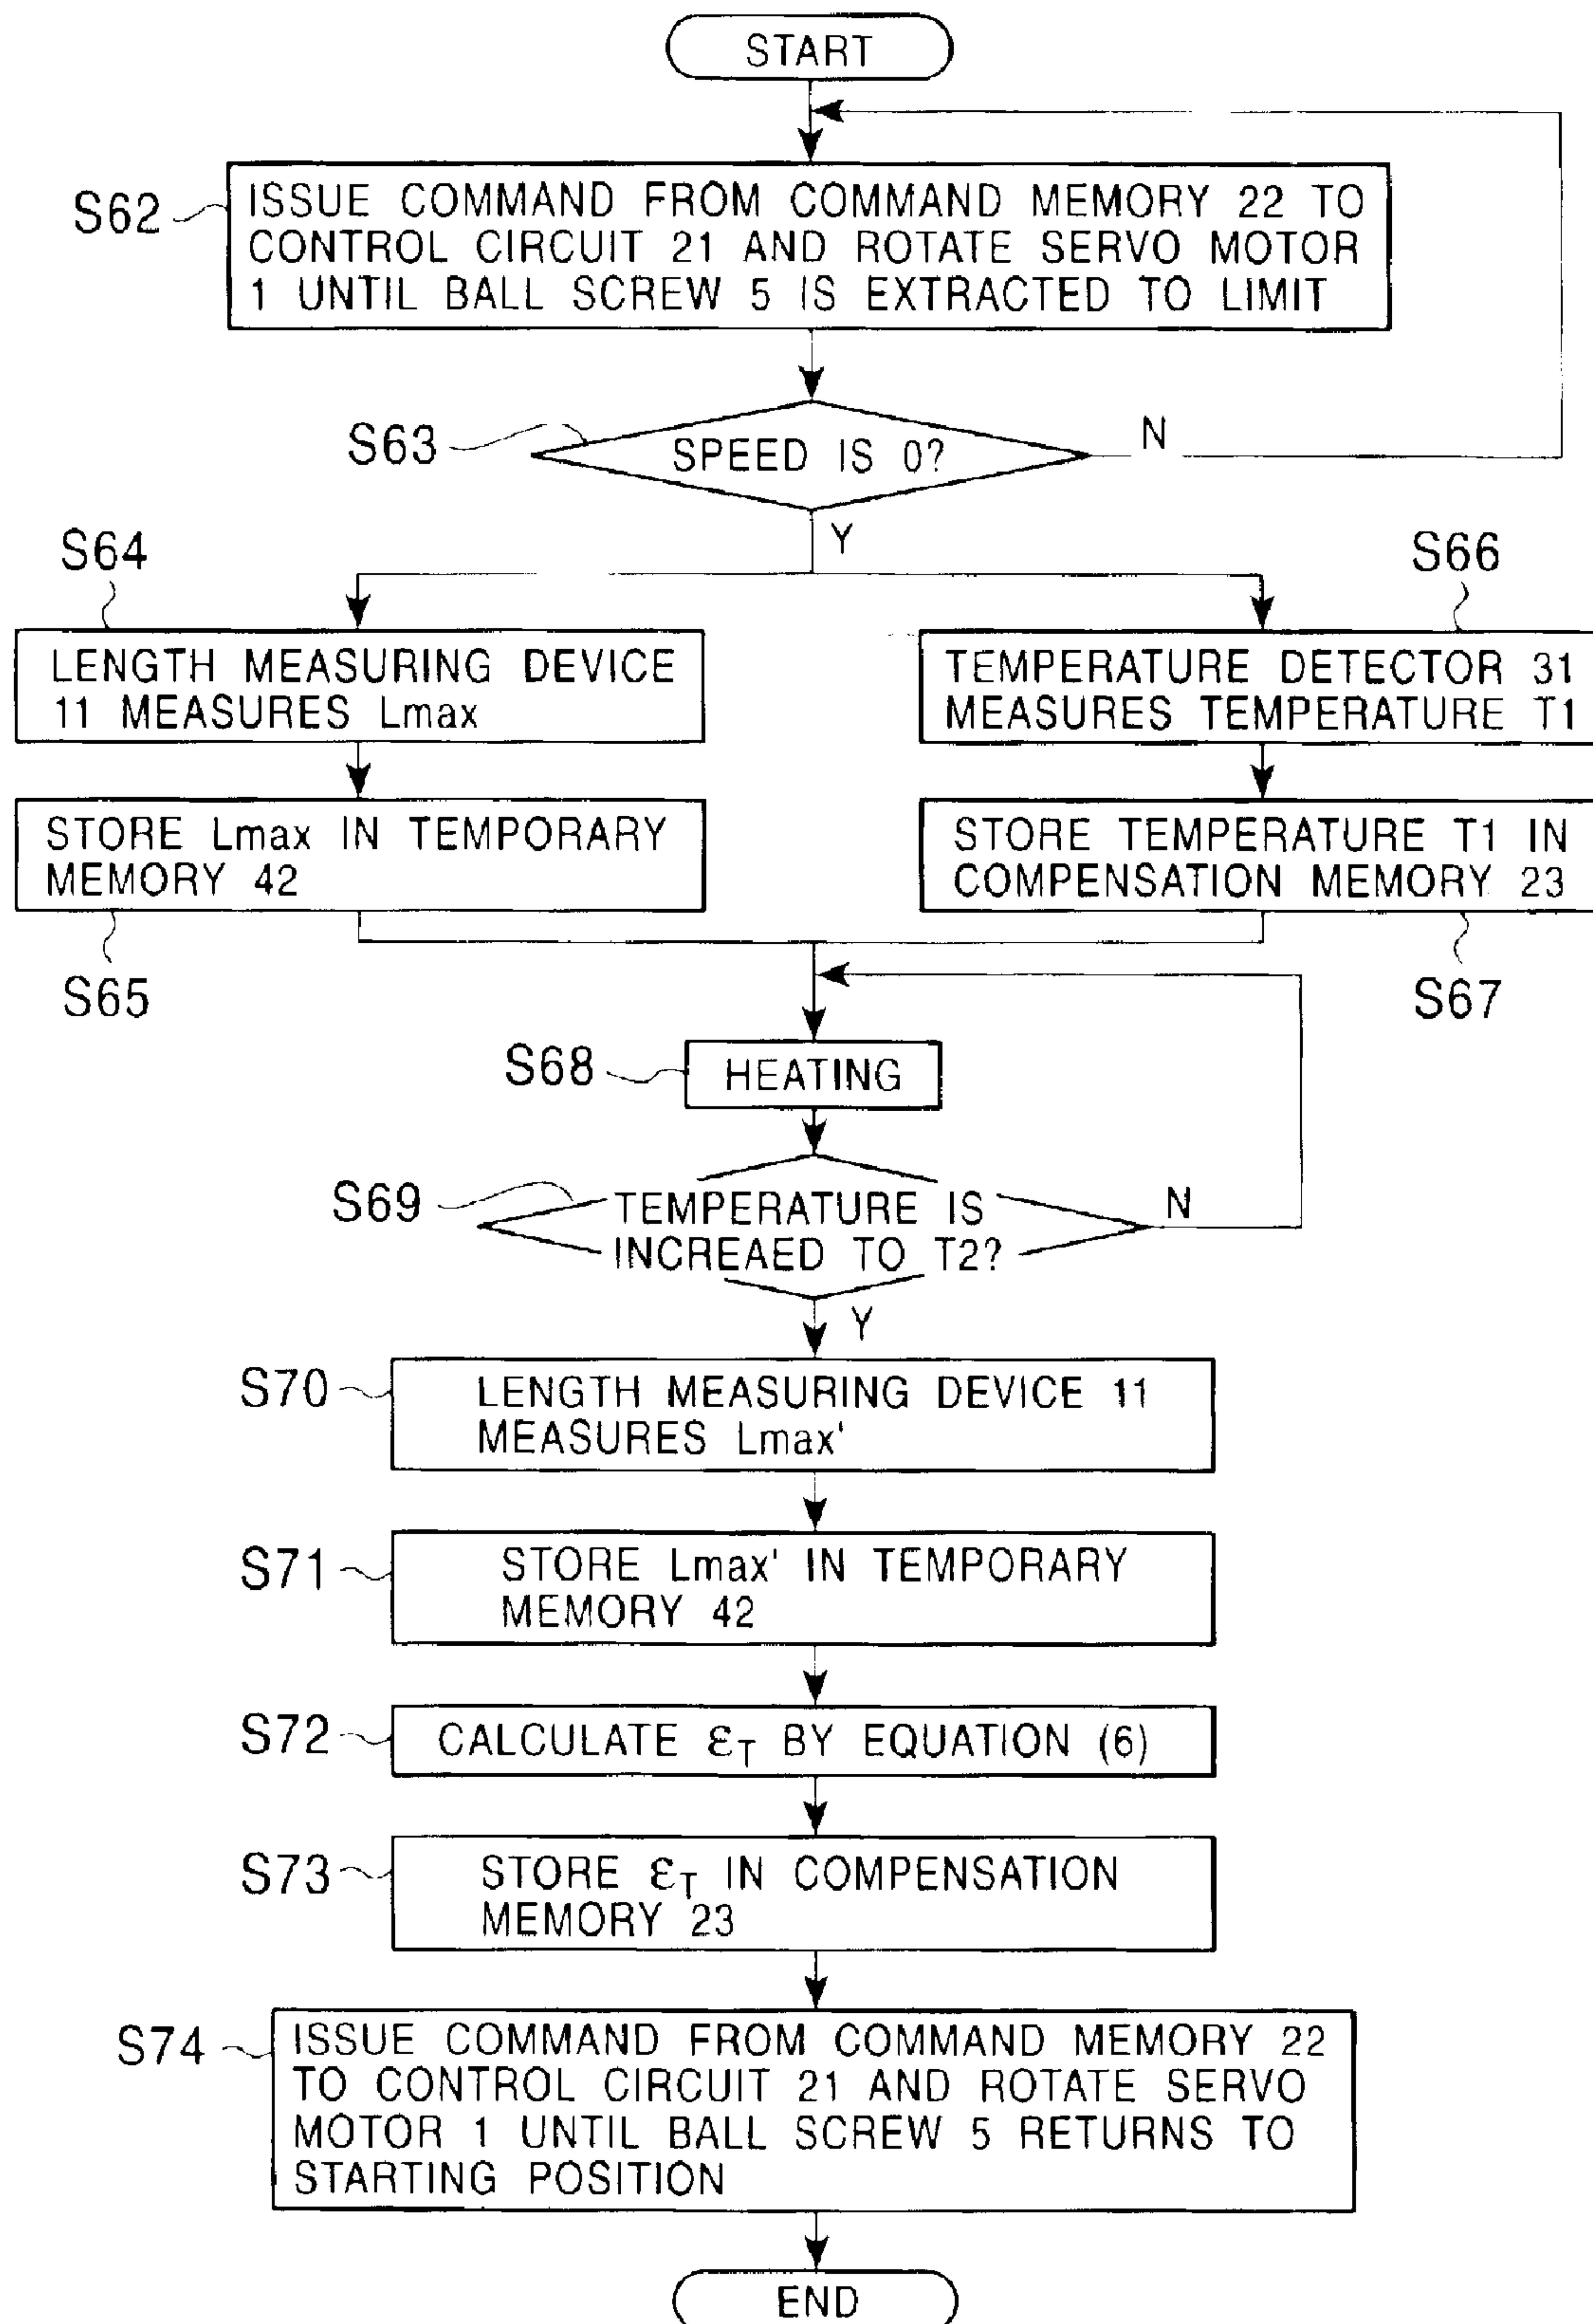 START
S62
ISSUE COMMAND FROM COMMAND MEMORY 22 TO
CONTROL CIRCUIT 21 AND ROTATE SERVO MOTOR
1 UNTIL BALL SCREW 5 IS EXTRACTED TO LIMIT
S63
SPEED IS 0?
N
Y
S64
S66
LENGTH MEASURING DEVICE
11 MEASURES Lmax
TEMPERATURE DETECTOR 31
MEASURES TEMPERATURE T1
STORE Lmax IN TEMPORARY
MEMORY 42
STORE TEMPERATURE T1 IN
COMPENSATION MEMORY 23
S65
S67
S68
HEATING
S69
TEMPERATURE IS
INCREAED TO T2?
N
Y
S70
LENGTH MEASURING DEVICE 11
MEASURES Lmax'
S71
STORE Lmax' IN TEMPORARY
MEMORY 42
S72
CALCULATE εT BY EQUATION (6)
S73
STORE εT IN COMPENSATION
MEMORY 23
S74
ISSUE COMMAND FROM COMMAND MEMORY 22
TO CONTROL CIRCUIT 21 AND ROTATE SERVO
MOTOR 1 UNTIL BALL SCREW 5 RETURNS TO
STARTING POSITION
END